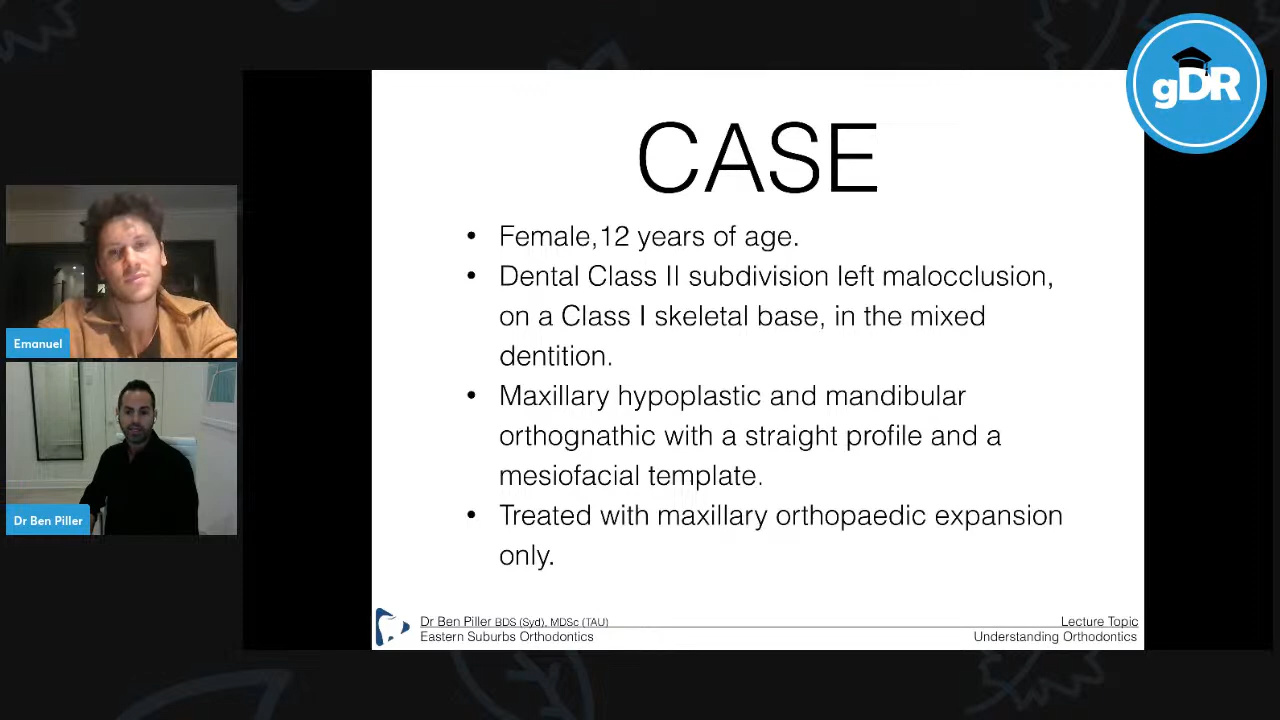 gDR
CASE
• Female,12 years of age.
• Dental Class II subdivision left malocclusion,
on a Class I skeletal base, in the mixed
dentition.
• Maxillary hypoplastic and mandibular
orthognathic with a straight profile and a
mesiofacial template.
• Treated with maxillary orthopaedic expansion
only.
Emanuel
Dr Ben Piller
Dr Ben Piller BDS (Syd), MDSc (TAU)
Eastern Suburbs Orthodontics
Lecture Topic
Understanding Orthodontics